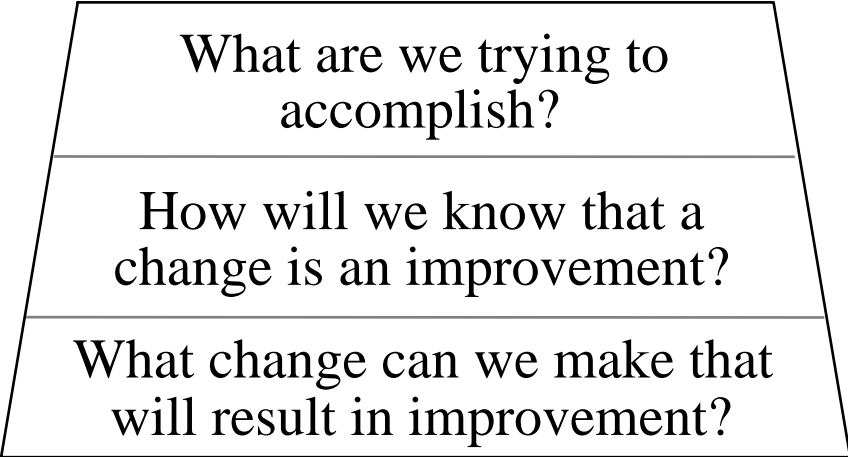 What are we trying to
accomplish?
How will we know that a
change is an improvement?
What change can we make that
will result in improvement?